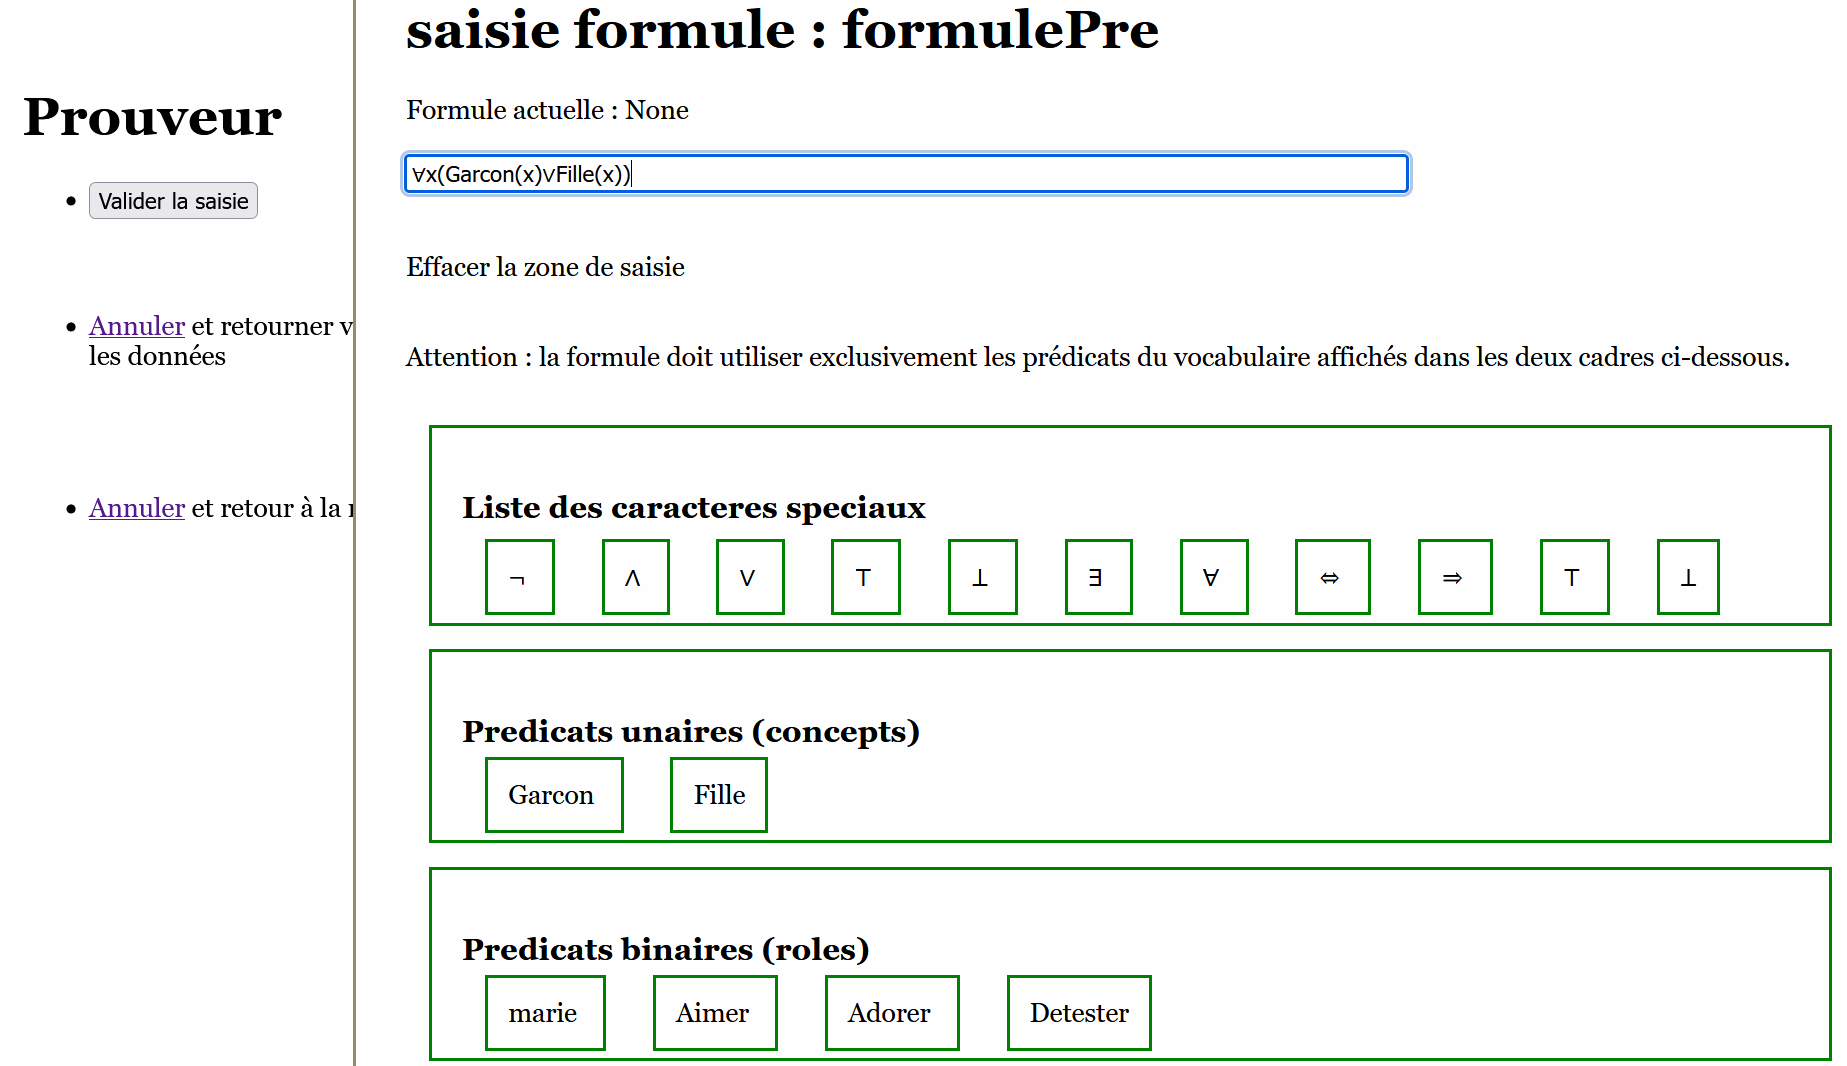 Prouveur
Valider la saisie
Annuler et retourner v
les données
Annuler et retour à la
saisie formule : formulePre
Formule actuelle : None
∀x(Garcon(x)∨Fille(x))
Effacer la zone de saisie
Attention : la formule doit utiliser exclusivement les prédicats du vocabulaire affichés dans les deux cadres ci-dessous.
Liste des caracteres speciaux
¬ ∧ ∨ ⊤ ⊥ ∃ ∀ ⇔ ⇒ ⊤ ⊥
Predicats unaires (concepts)
Garcon Fille
Predicats binaires (roles)
marie Aimer Adorer Detester